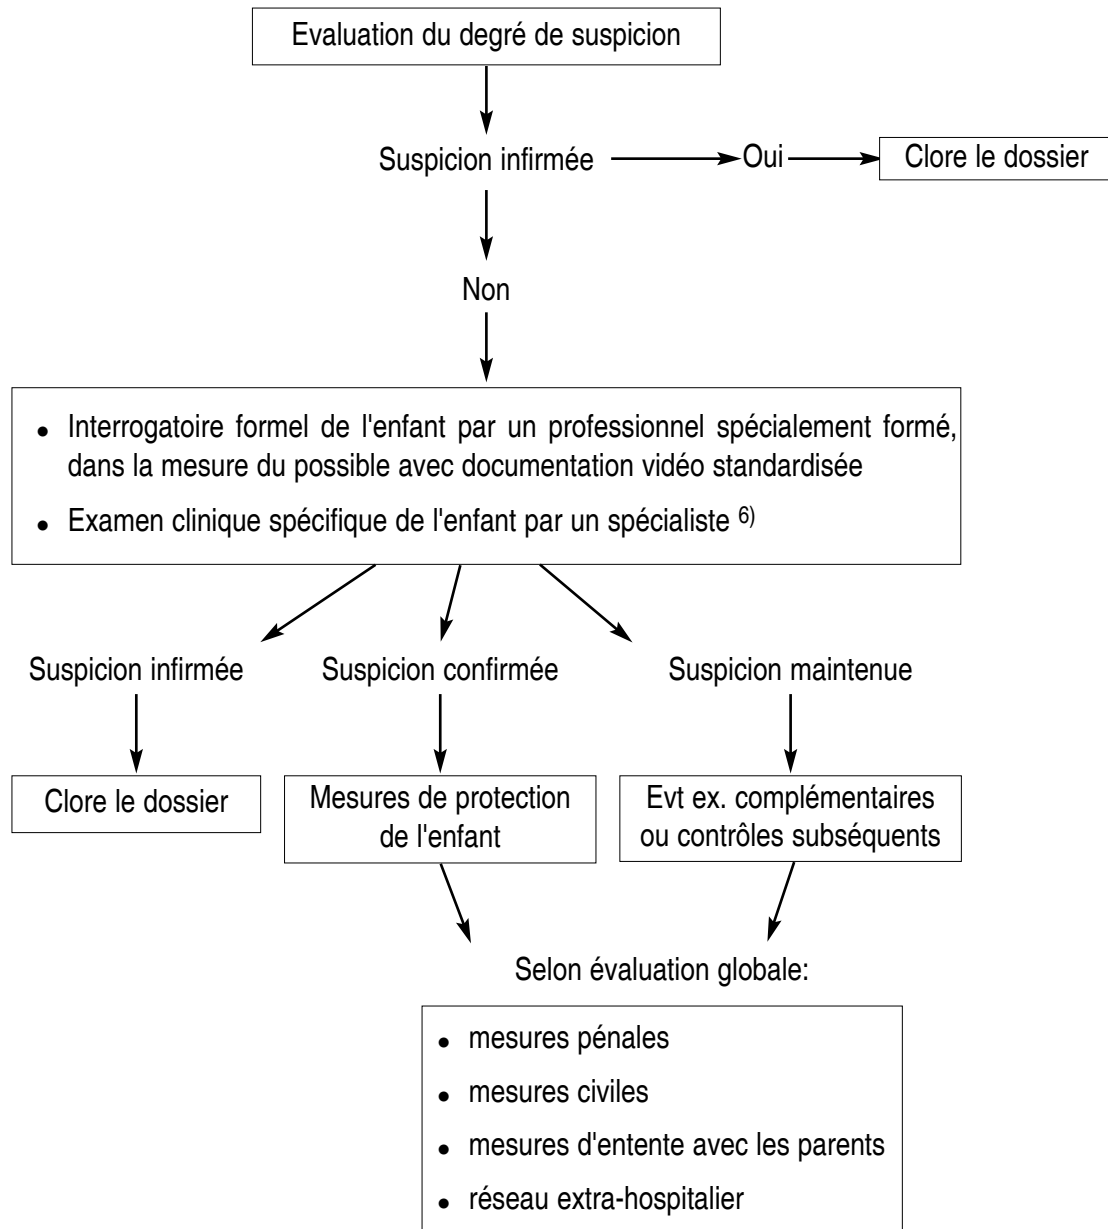 Evaluation du degré de suspicion
Suspicion infirmée
Oui
Clore le dossier
Non
• Interrogatoire formel de l'enfant par un professionnel spécialement formé,
dans la mesure du possible avec documentation vidéo standardisée
• Examen clinique spécifique de l'enfant par un spécialiste 6)
Suspicion infirmée
Suspicion confirmée
Suspicion maintenue
Clore le dossier
Mesures de protection
de l'enfant
Evt ex. complémentaires
ou contrôles subséquents
Selon évaluation globale:
• mesures pénales
• mesures civiles
• mesures d'entente avec les parents
• réseau extra-hospitalier